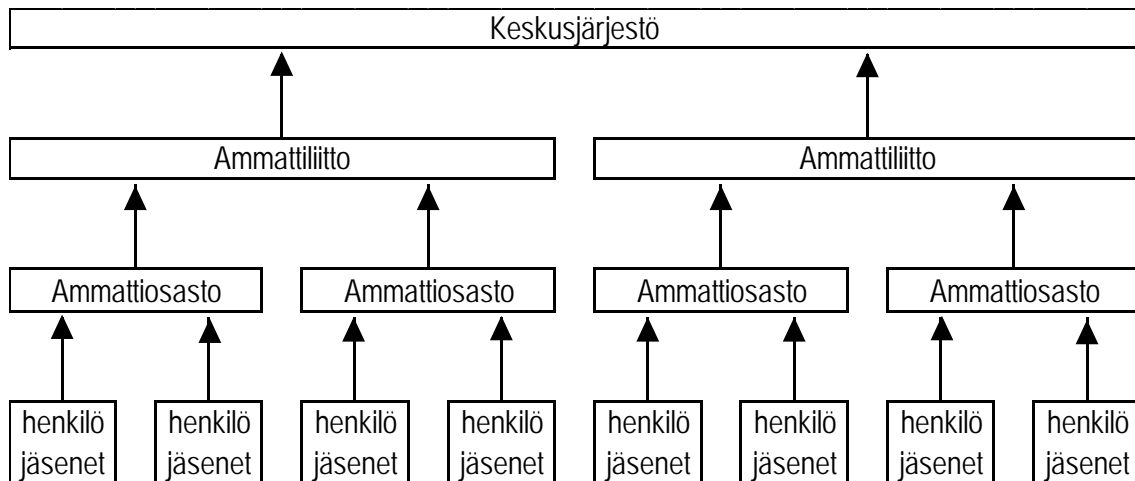 Keskusjärjestö
Ammattiliitto
Ammattiliitto
Ammattiosasto
Ammattiosasto
Ammattiosasto
Ammattiosasto
henkilö
jäsenet
henkilö
jäsenet
henkilö
jäsenet
henkilö
jäsenet
henkilö
jäsenet
henkilö
jäsenet
henkilö
jäsenet
henkilö
jäsenet